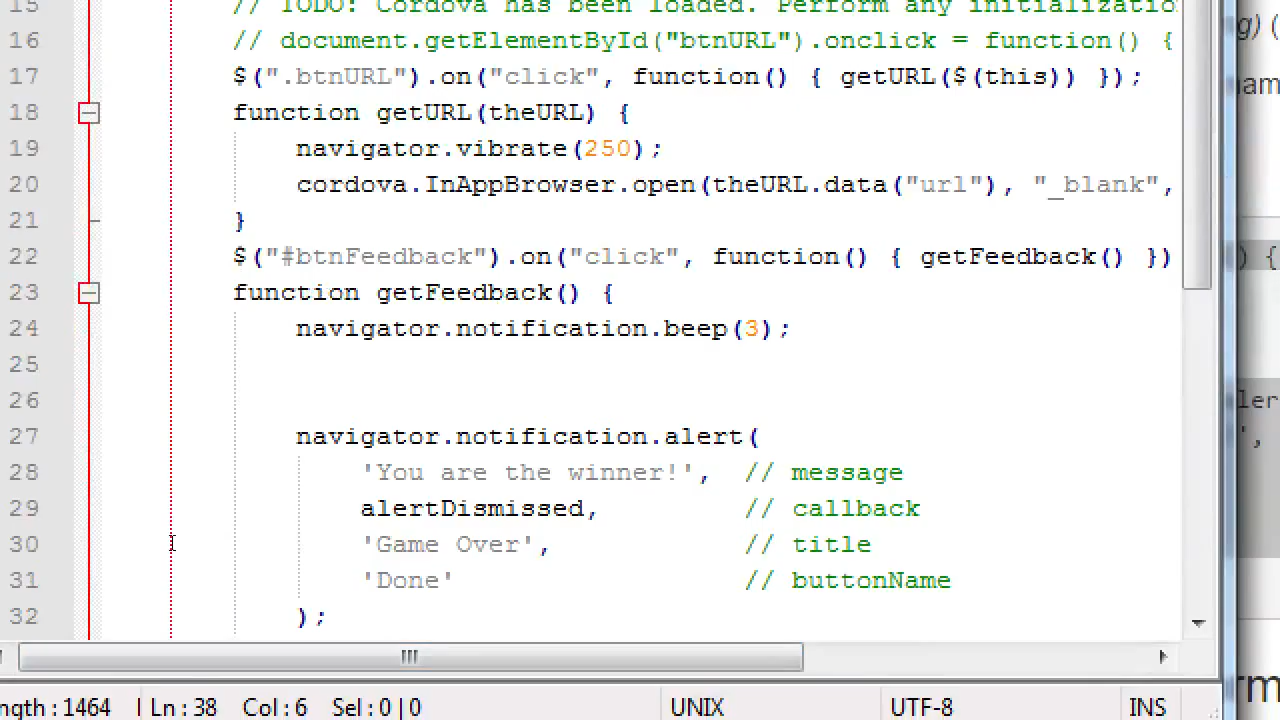 15 // TODO: Cordova has been loaded. Perform any initializatio
16 // document.getElementById("btnURL").onclick = function() {
17 $(".btnURL").on("click", function() { getURL($(this)) });
18 function getURL(theURL) {
19 navigator.vibrate(250);
20 cordova.InAppBrowser.open(theURL.data("url"), "_blank",
21 }
22 $("#btnFeedback").on("click", function() { getFeedback() })
23 function getFeedback() {
24 navigator.notification.beep(3);
25
26
27 navigator.notification.alert(
28 'You are the winner!', // message
29 alertDismissed, // callback
30 'Game Over', // title
31 'Done' // buttonName
32 );
ngth : 1464 Ln : 38 Col : 6 Sel : 0 | 0 UNIX UTF-8 INS
g) (
nam
) {
ler
',
rm